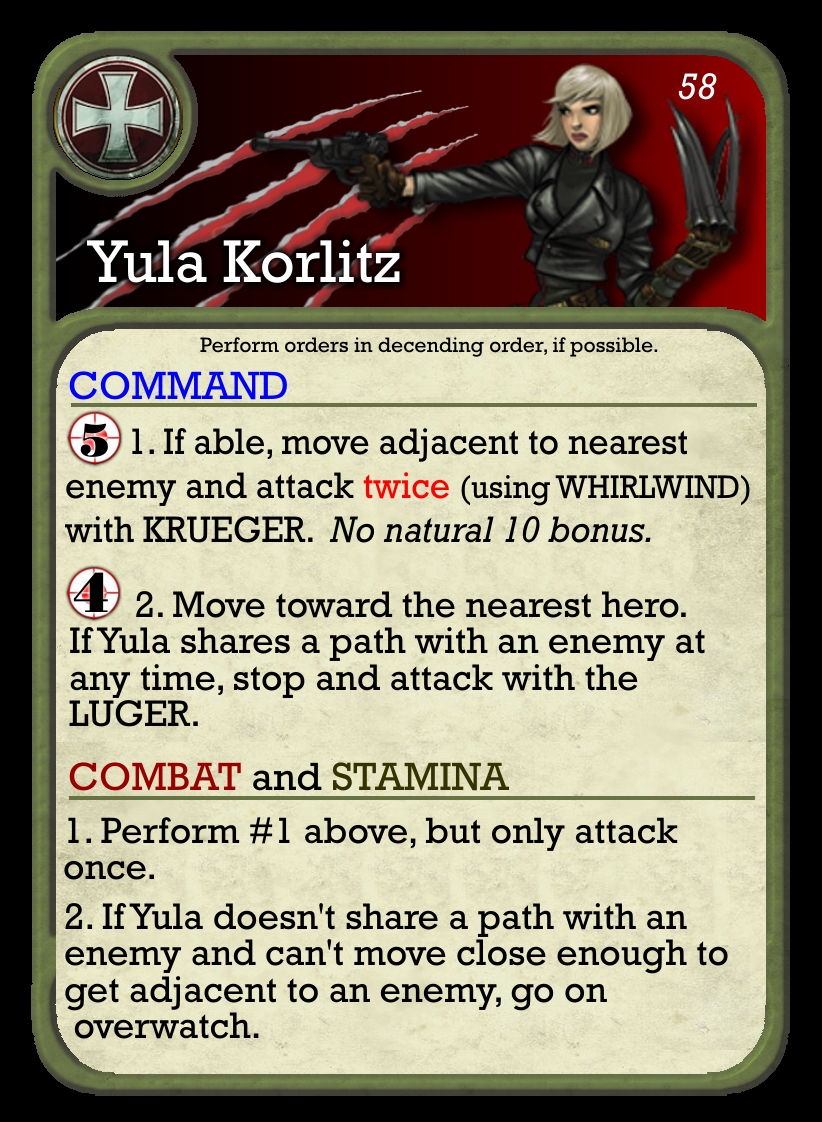 58
Yula Korlitz
Perform orders in decending order, if possible.
COMMAND
5 1. If able, move adjacent to nearest
enemy and attack twice (using WHIRLWIND)
with KRUEGER. No natural 10 bonus.
4 2. Move toward the nearest hero.
If Yula shares a path with an enemy at
any time, stop and attack with the
LUGER.
COMBAT and STAMINA
1. Perform #1 above, but only attack
once.
2. If Yula doesn't share a path with an
enemy and can't move close enough to
get adjacent to an enemy, go on
overwatch.